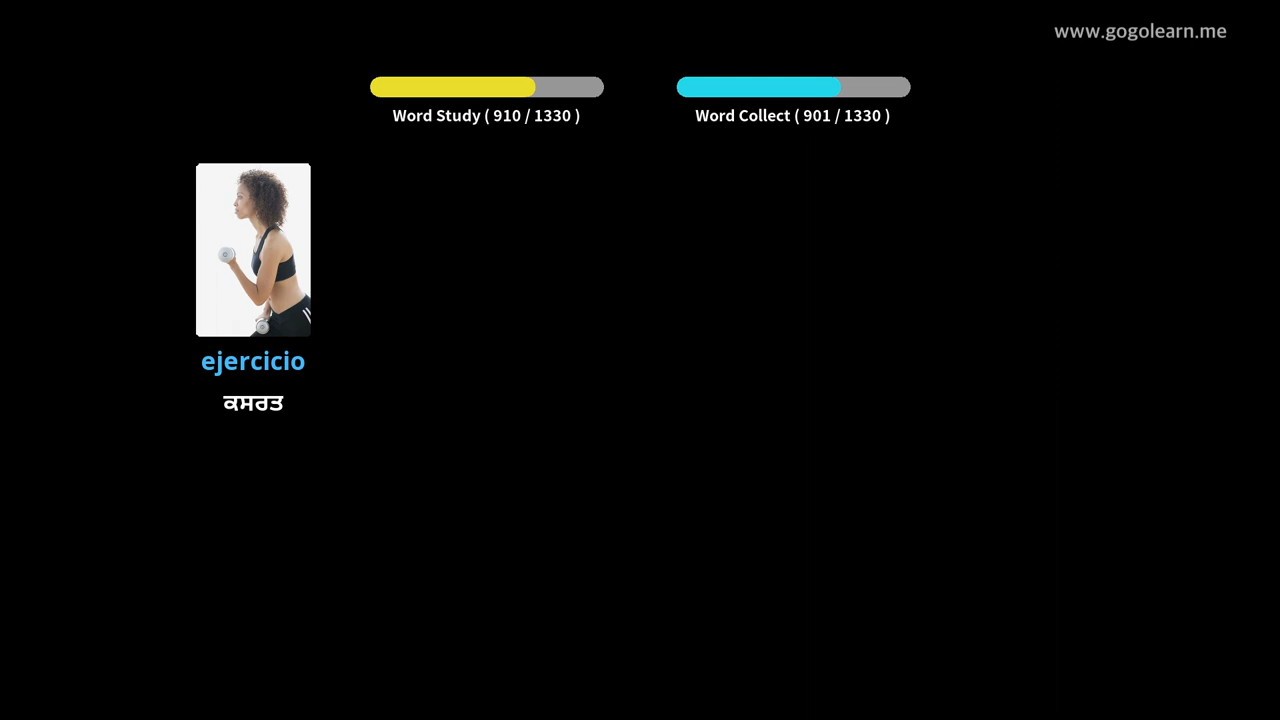 www.gogolearn.me
Word Study ( 910 / 1330 )
Word Collect ( 901 / 1330 )
ejercicio
ਕਸਰਤ